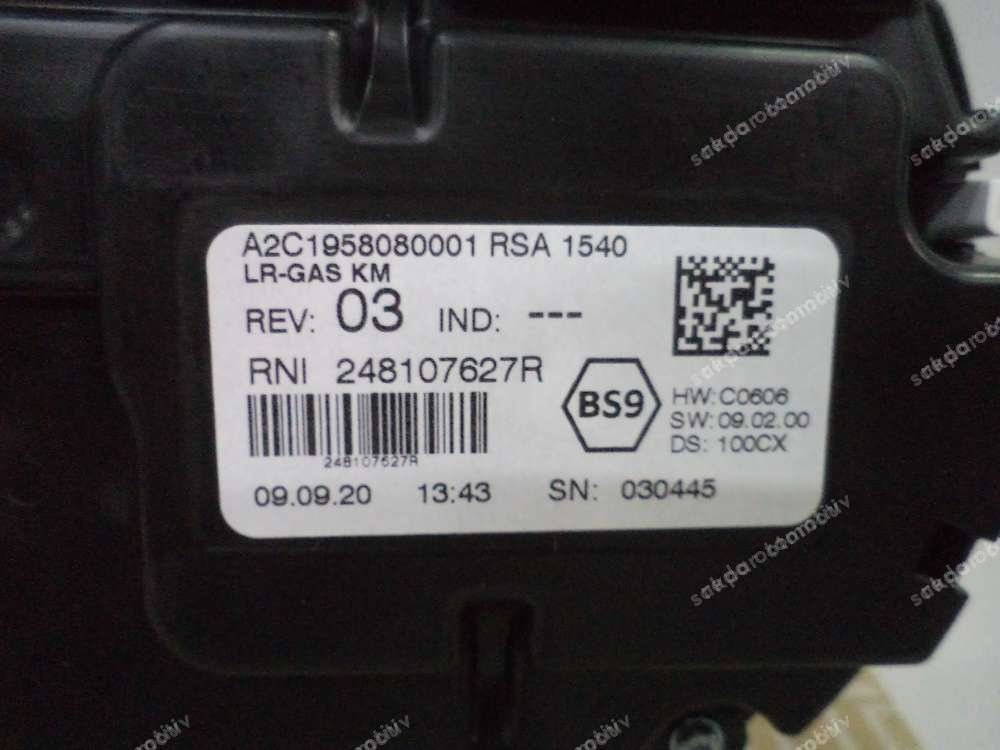 A2C1958080001 RSA 1540
LR-GAS KM
REV: 03 IND: ---
RNI 248107627R
BS9
HW: C0606
SW: 09.02.00
DS: 100CX
248107627R
09.09.20 13:43 SN: 030445